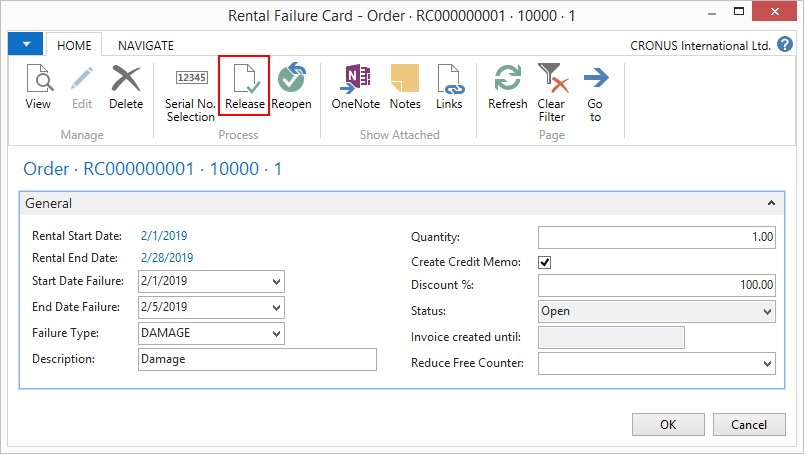 Rental Failure Card - Order · RC000000001 · 10000 · 1
HOME NAVIGATE CRONUS International Ltd. ?
12345
View Edit Delete Serial No. Selection Release Reopen OneNote Notes Links Refresh Clear Filter Go to
Manage Process Show Attached Page
Order · RC000000001 · 10000 · 1
General
Rental Start Date: 2/1/2019
Rental End Date: 2/28/2019
Start Date Failure: 2/1/2019
End Date Failure: 2/5/2019
Failure Type: DAMAGE
Description: Damage
Quantity: 1.00
Create Credit Memo:
Discount %: 100.00
Status: Open
Invoice created until:
Reduce Free Counter:
OK Cancel